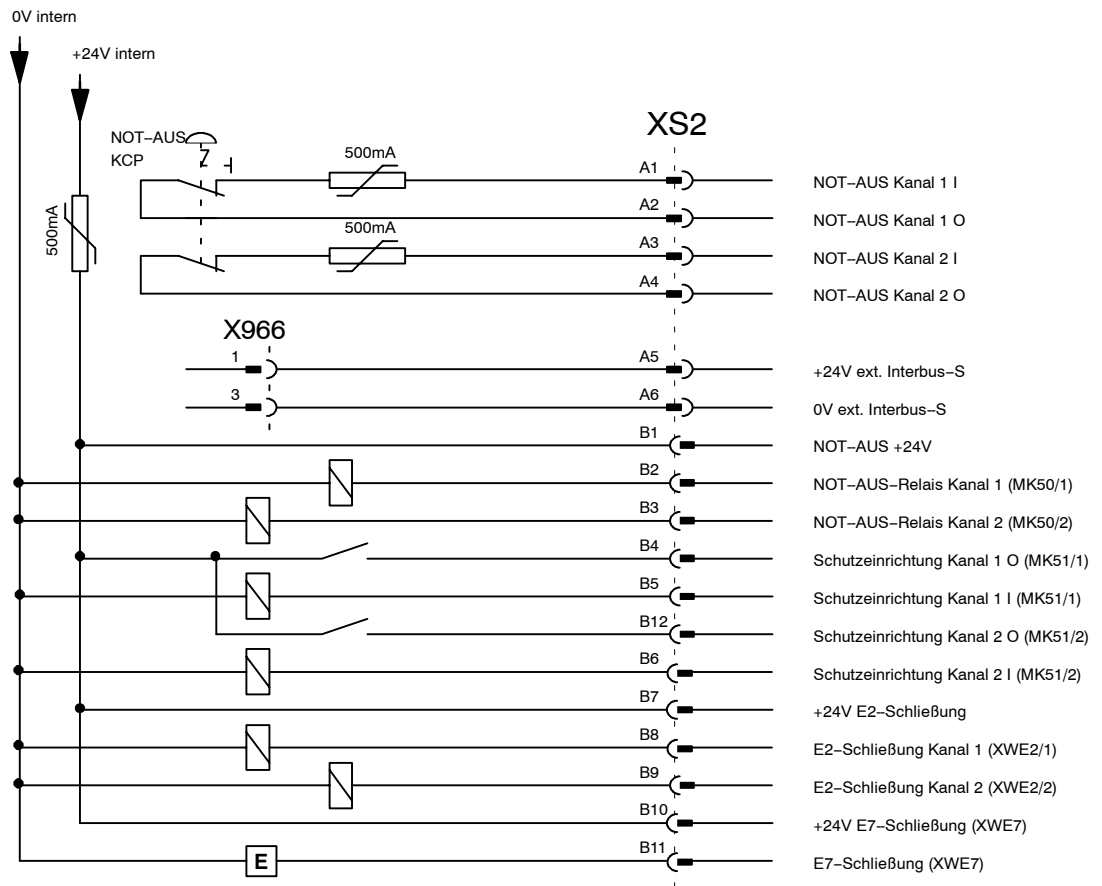 0V intern
+24V intern
XS2
NOT–AUS
KCP
500mA
A1
NOT–AUS Kanal 1 I
A2
NOT–AUS Kanal 1 O
500mA
500mA
A3
NOT–AUS Kanal 2 I
A4
NOT–AUS Kanal 2 O
X966
1
A5
+24V ext. Interbus–S
3
A6
0V ext. Interbus–S
B1
NOT–AUS +24V
B2
NOT–AUS–Relais Kanal 1 (MK50/1)
B3
NOT–AUS–Relais Kanal 2 (MK50/2)
B4
Schutzeinrichtung Kanal 1 O (MK51/1)
B5
Schutzeinrichtung Kanal 1 I (MK51/1)
B12
Schutzeinrichtung Kanal 2 O (MK51/2)
B6
Schutzeinrichtung Kanal 2 I (MK51/2)
B7
+24V E2–Schließung
B8
E2–Schließung Kanal 1 (XWE2/1)
B9
E2–Schließung Kanal 2 (XWE2/2)
B10
+24V E7–Schließung (XWE7)
B11
E
E7–Schließung (XWE7)